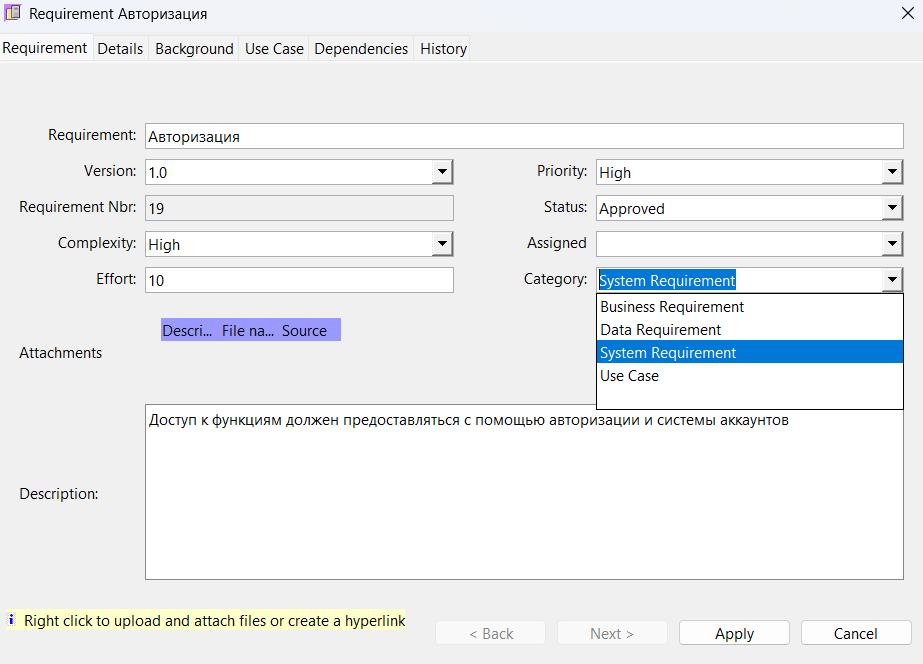 Requirement Авторизация
Requirement Details Background Use Case Dependencies History
Requirement: Авторизация
Version: 1.0 Priority: High
Requirement Nbr: 19 Status: Approved
Complexity: High Assigned
Effort: 10 Category: System Requirement
Business Requirement
Data Requirement
System Requirement
Use Case
Descri... File na... Source
Attachments
Доступ к функциям должен предоставляться с помощью авторизации и системы аккаунтов
Description:
Right click to upload and attach files or create a hyperlink
< Back Next > Apply Cancel